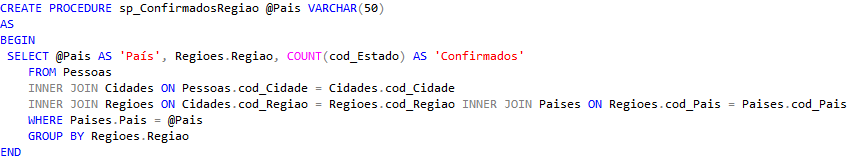 CREATE PROCEDURE sp_ConfirmadosRegiao @Pais VARCHAR(50)
AS
BEGIN
SELECT @Pais AS 'País', Regioes.Regiao, COUNT(cod_Estado) AS 'Confirmados'
FROM Pessoas
INNER JOIN Cidades ON Pessoas.cod_Cidade = Cidades.cod_Cidade
INNER JOIN Regioes ON Cidades.cod_Regiao = Regioes.cod_Regiao INNER JOIN Paises ON Regioes.cod_Pais = Paises.cod_Pais
WHERE Paises.Pais = @Pais
GROUP BY Regioes.Regiao
END